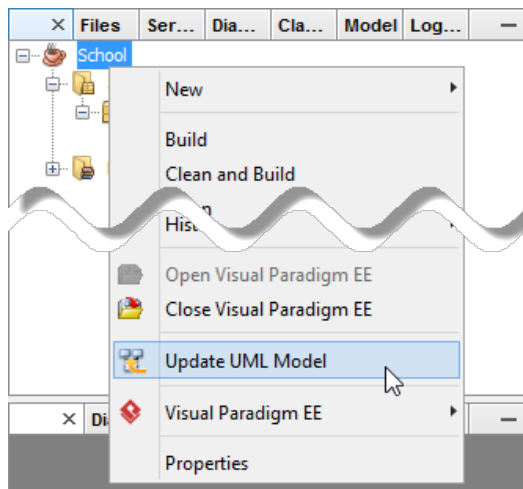 Files Ser... Dia... Cla... Model Log...
School
New
Build
Clean and Build
Hist
Open Visual Paradigm EE
Close Visual Paradigm EE
Update UML Model
Visual Paradigm EE
Properties